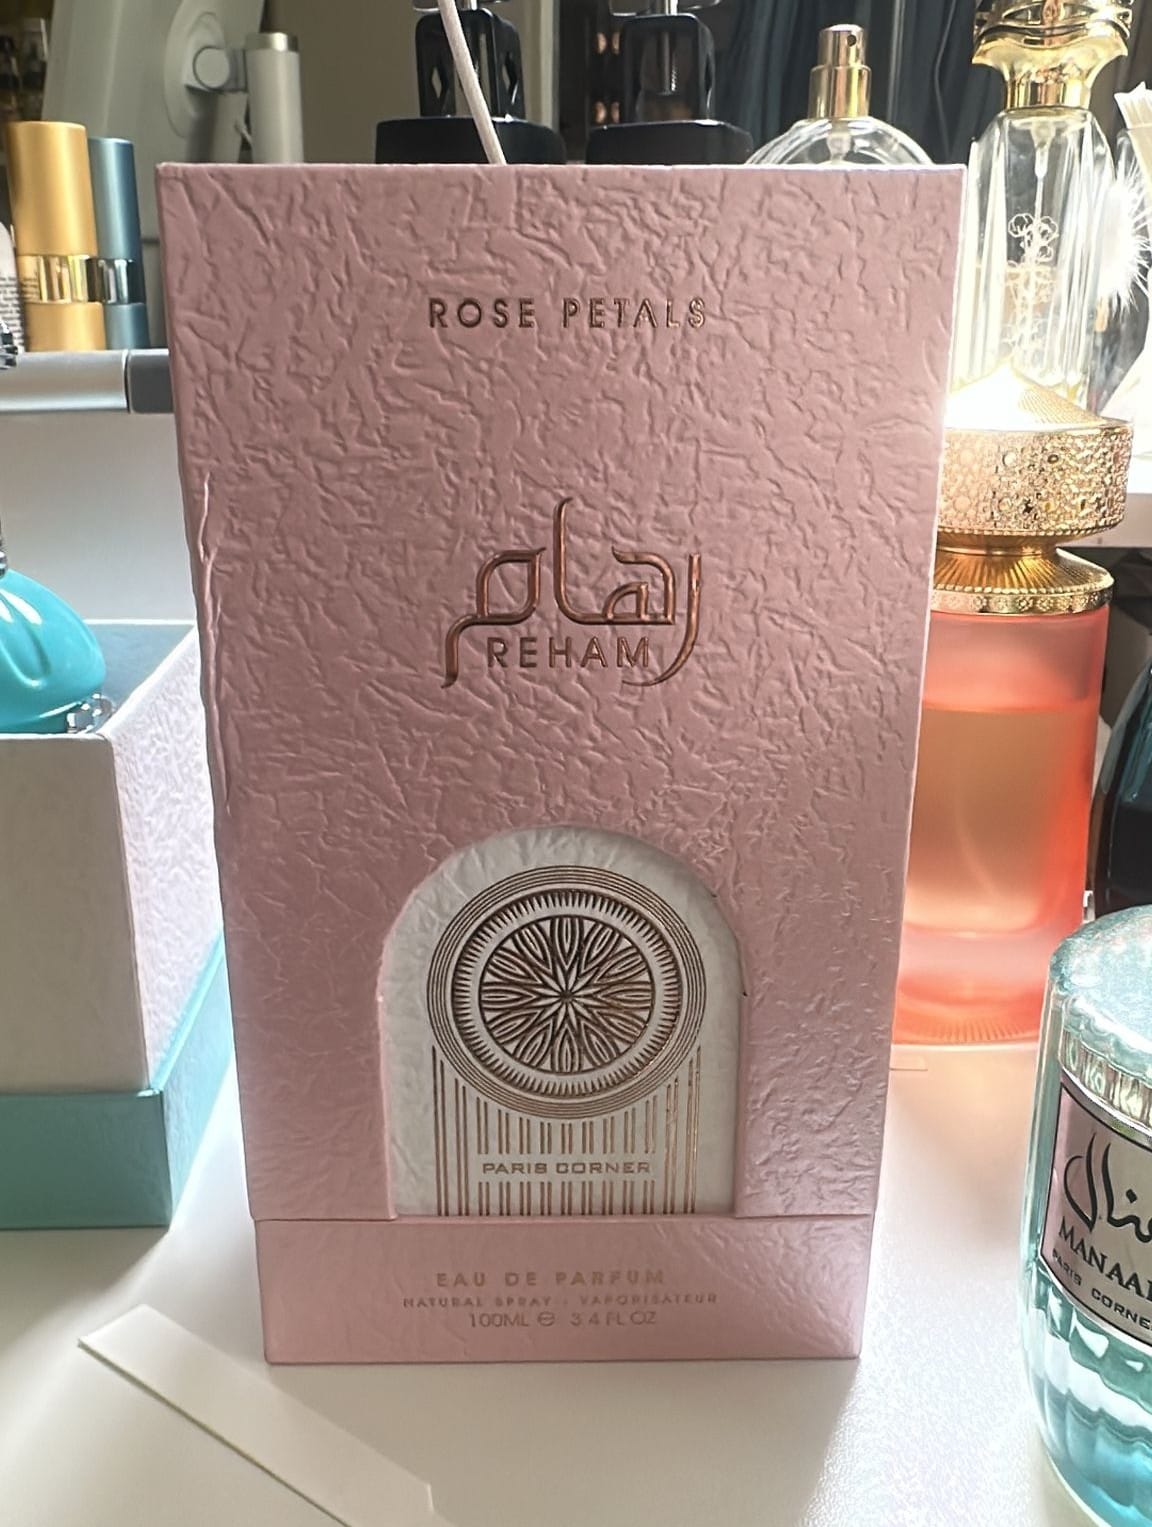 ROSE PETALS
رهام
REHAM
PARIS CORNER
EAU DE PARFUM
NATURAL SPRAY - VAPORISATEUR
100ML ℮ 3.4 FL.OZ
PARIS CORNE